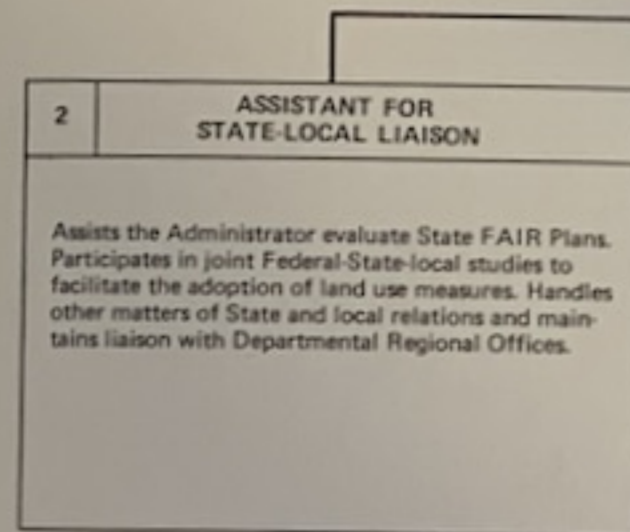 2
ASSISTANT FOR
STATE-LOCAL LIAISON
Assists the Administrator evaluate State FAIR Plans.
Participates in joint Federal-State-local studies to
facilitate the adoption of land use measures. Handles
other matters of State and local relations and main-
tains liaison with Departmental Regional Offices.